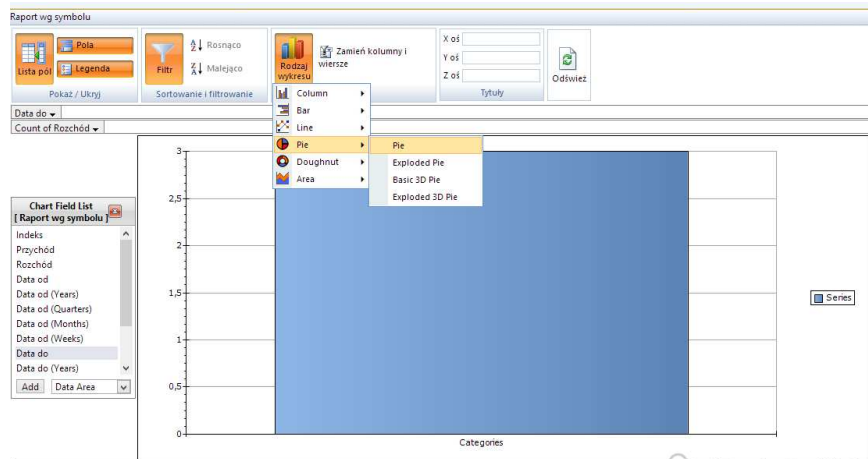 Raport wg symbolu
Lista pól
Pola
Legenda
Pokaż / Ukryj
Filtr
Rosnąco
Malejąco
Sortowanie i filtrowanie
Rodzaj
wykresu
Zamień kolumny i
wiersze
X oś
Y oś
Z oś
Tytuły
Odśwież
Column
Bar
Line
Pie
Doughnut
Area
Pie
Exploded Pie
Basic 3D Pie
Exploded 3D Pie
Data do
Count of Rozchód
Chart Field List
[ Raport wg symbolu ]
Indeks
Przychód
Rozchód
Data od
Data od (Years)
Data od (Quarters)
Data od (Months)
Data od (Weeks)
Data do
Data do (Years)
Add
Data Area
3
2,5
2
1,5
1
0,5
0
Categories
Series